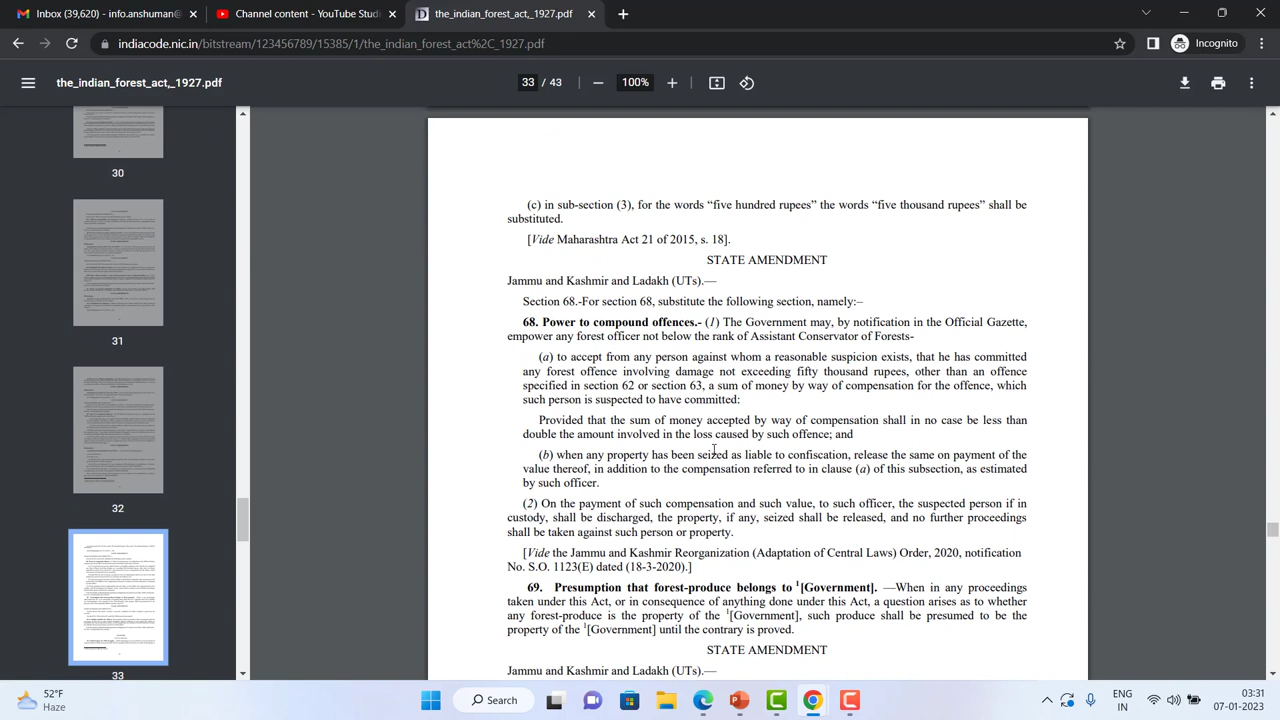 Inbox (39,620) - info.anshuman@
Channel content - YouTube Studi
the_indian_forest_act,_1927.pdf
indiacode.nic.in/bitstream/123456789/15385/1/the_indian_forest_act%2C_1927.pdf
Incognito
the_indian_forest_act,_1927.pdf
33 / 43
100%
30
31
32
33
(c) in sub-section (3), for the words “five hundred rupees” the words “five thousand rupees” shall be
substituted.
[Vide Maharashtra Act 21 of 2015, s. 18].
STATE AMENDMENT
Jammu and Kashmir and Ladakh (UTs).—
Section 68.-For section 68, substitute the following section, namely:–
68. Power to compound offences.- (1) The Government may, by notification in the Official Gazette,
empower any forest officer not below the rank of Assistant Conservator of Forests-
(a) to accept from any person against whom a reasonable suspicion exists, that he has committed
any forest offence involving damage not exceeding fifty thousand rupees, other than an offence
specified in section 62 or section 63, a sum of money by way of compensation for the offence, which
such person is suspected to have committed:
Provided that the sum of money accepted by way of compensation shall in no case be less than
double the amount involved in the loss caused by such offence; and
(b) when any property has been seized as liable to confiscation, release the same on payment of the
value thereof, in addition to the compensation referred to in clause (a) of this subsection, as estimated
by such officer.
(2) On the payment of such compensation and such value, to such officer, the suspected person if in
custody, shall be discharged, the property, if any, seized shall be released, and no further proceedings
shall be taken against such person or property.
[Vide the Jammu and Kashmir Reorganization (Adaptation of Central Laws) Order, 2020, notification
No. S.O. 1123(E) dated (18-3-2020).]
69. Presumption that forest-produce belongs to ¹[Government]. —When in any proceedings
taken under this Act, or in consequence of anything done under this Act, a question arises as to whether
any forest-produce is the property of the ¹[Government], such produce shall be presumed to be the
property of the ¹[Government] until the contrary is proved.
STATE AMENDMENT
Jammu and Kashmir and Ladakh (UTs).—
52°F
Haze
Search
ENG
IN
03:31
07-01-2023